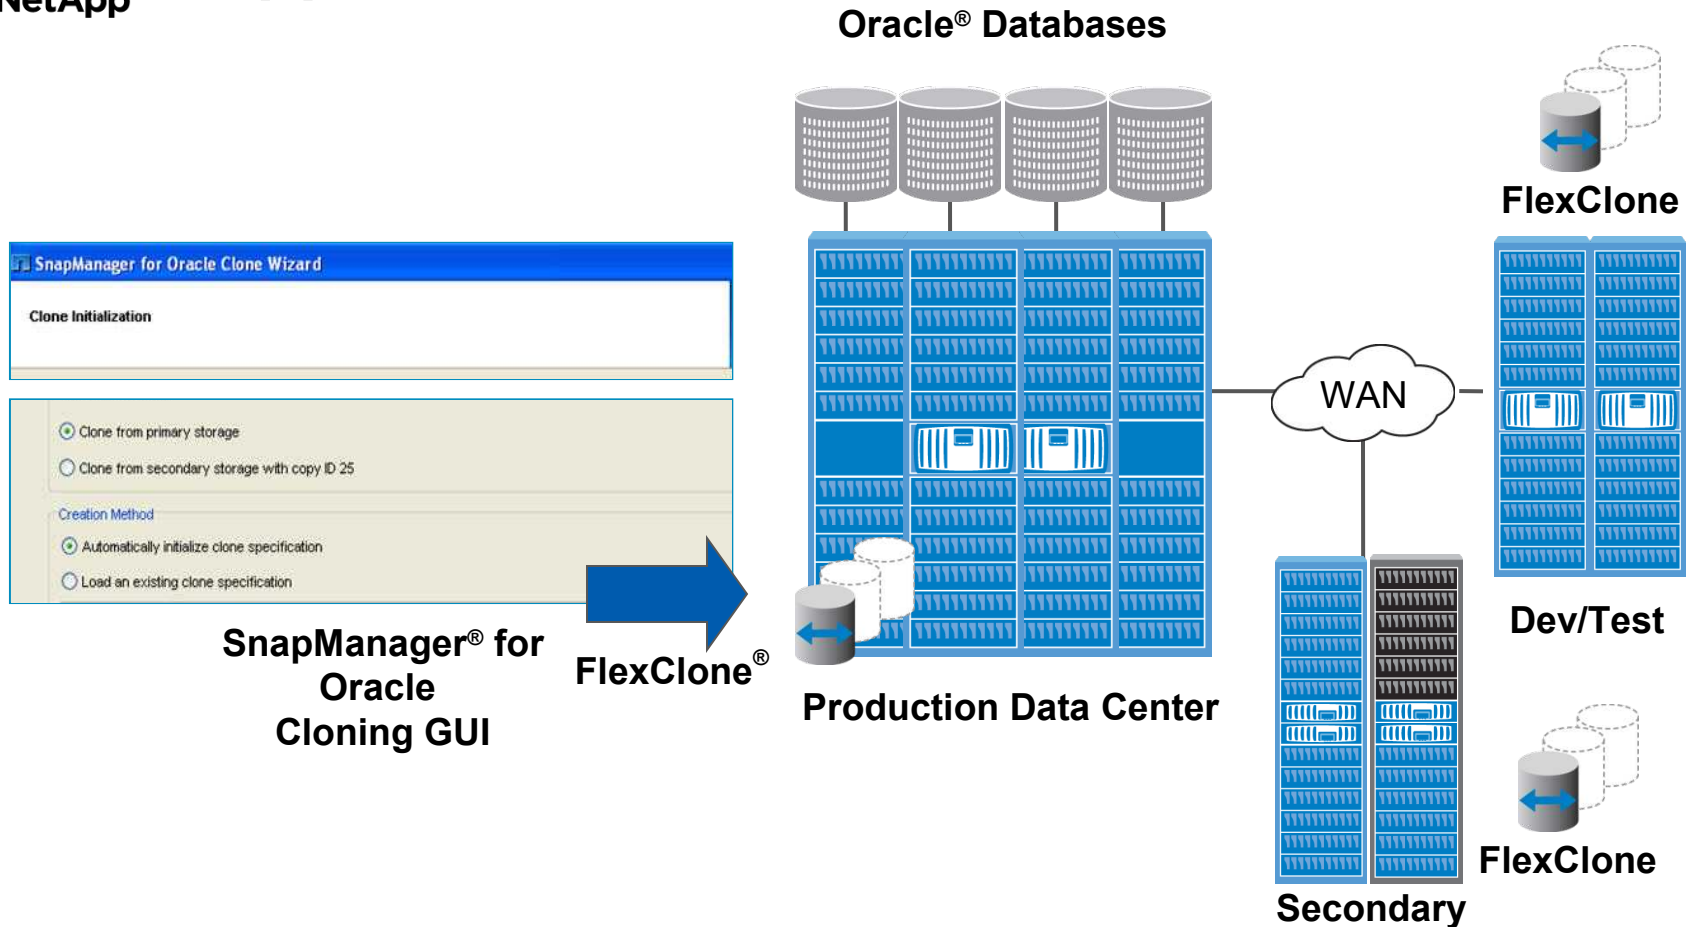 NetApp
Oracle® Databases
FlexClone
SnapManager for Oracle Clone Wizard
Clone Initialization
Clone from primary storage
Clone from secondary storage with copy ID 25
Creation Method
Automatically initialize clone specification
Load an existing clone specification
WAN
SnapManager® for
Oracle
Cloning GUI
FlexClone®
Production Data Center
Dev/Test
FlexClone
Secondary